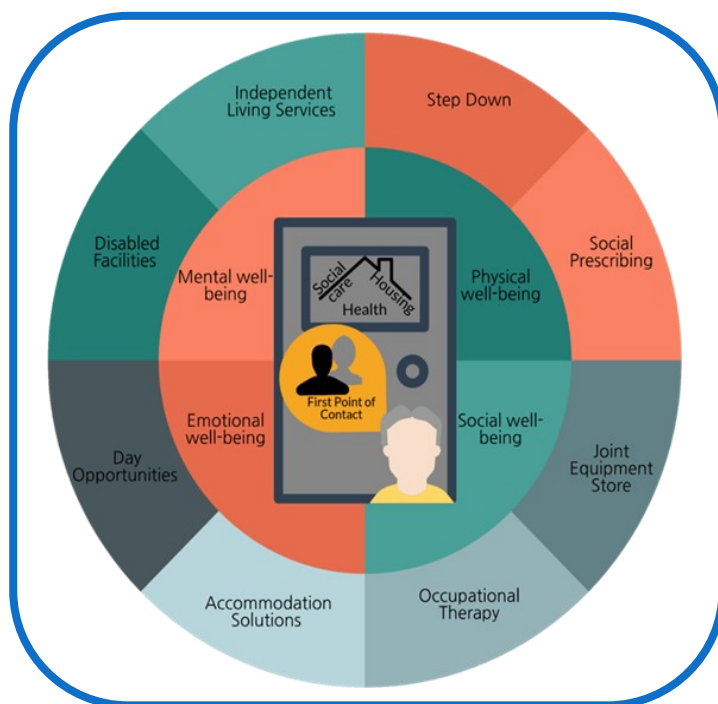 Independent
Living Services
Step Down
Disabled
Facilities
Social
Prescribing
Mental well-
being
Physical
well-being
Social
care
Housing
Health
First Point of
Contact
Emotional
well-being
Social well-
being
Day
Opportunities
Joint
Equipment
Store
Accommodation
Solutions
Occupational
Therapy